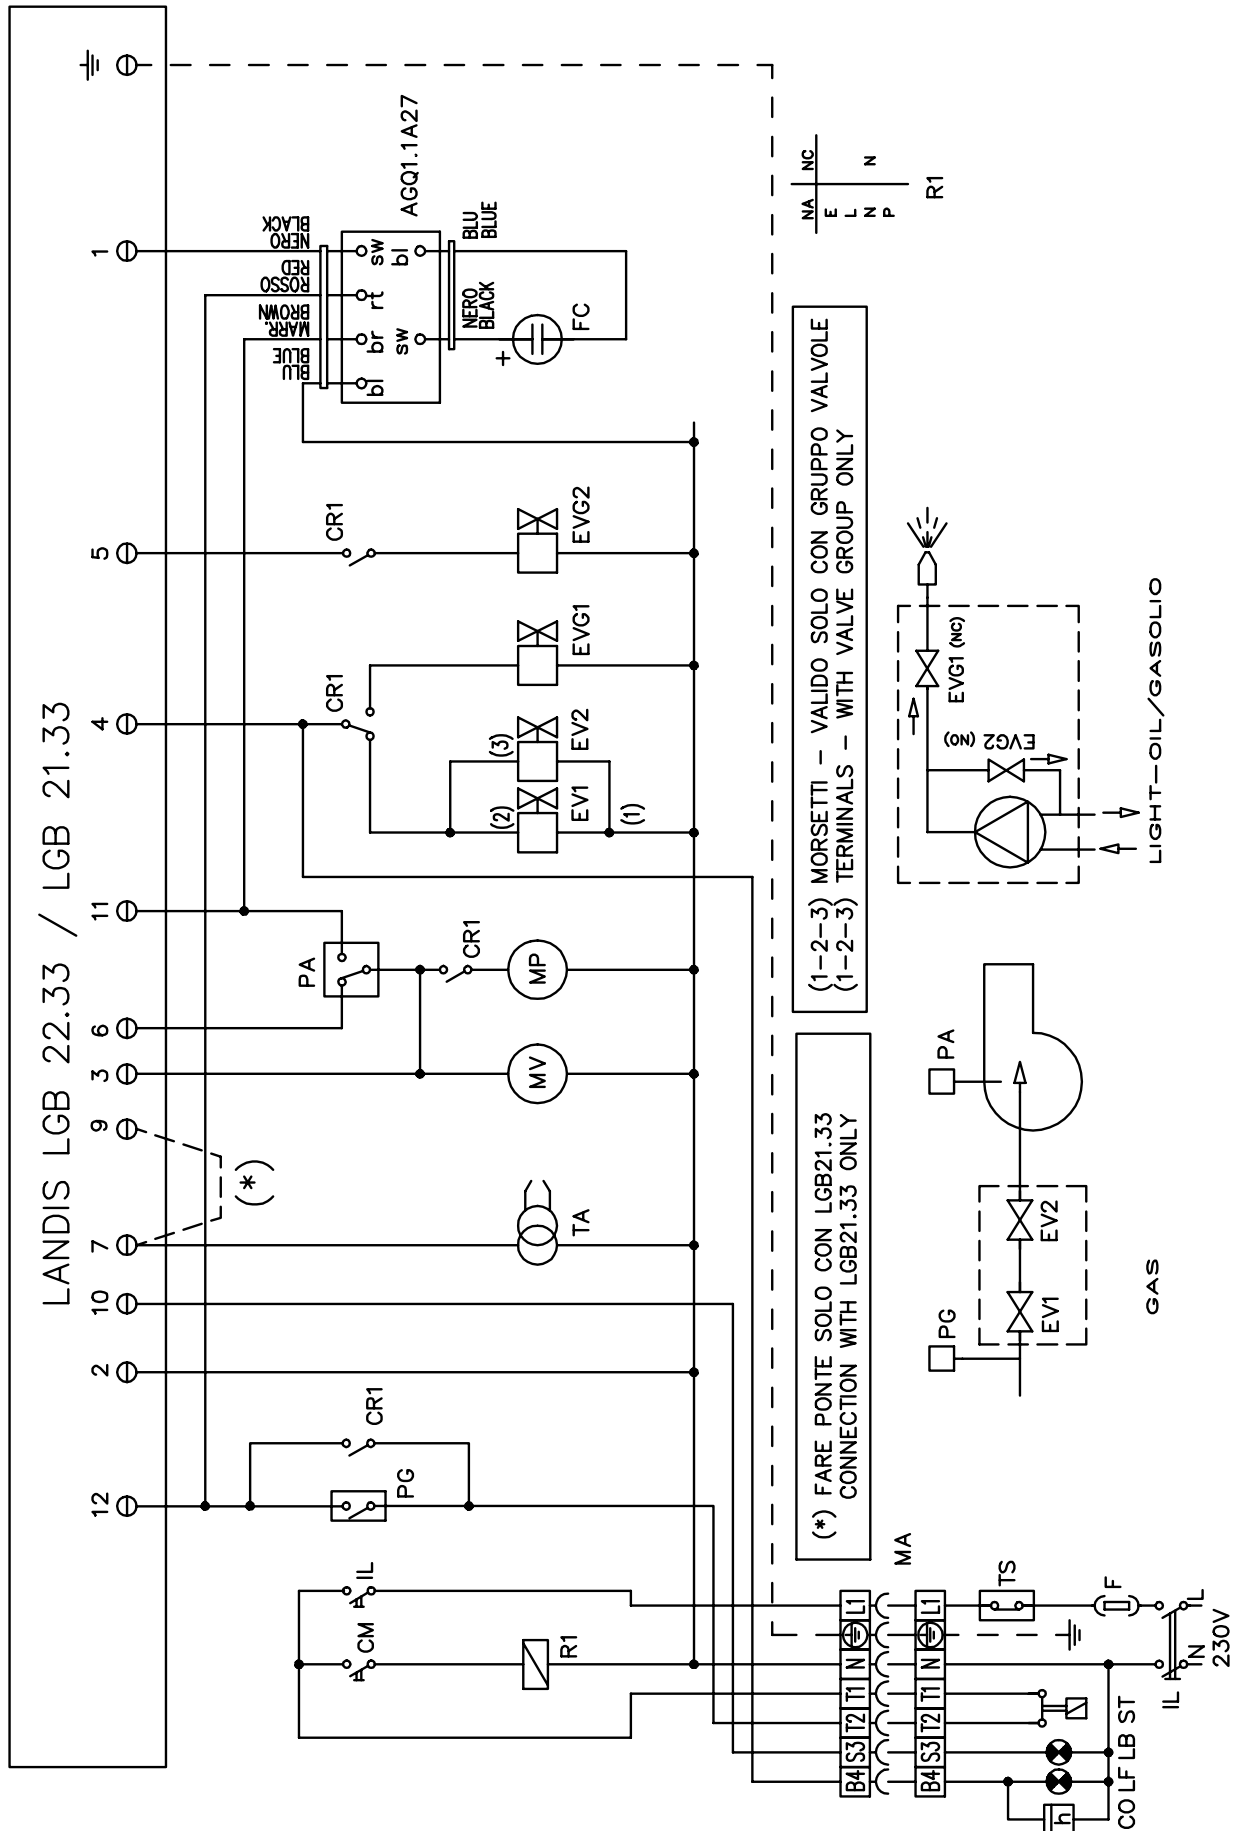 LANDIS LGB 22.33 / LGB 21.33
12
2
10
7
9
3
6
11
4
5
1
(*)
BLU
BLUE
MARR.
BROWN
ROSSO
RED
NERO
BLACK
AGQ1.1A27
bl
br
rt
sw
sw
bl
NERO
BLACK
BLU
BLUE
+
FC
IL
CM
R1
PG
CR1
TA
PA
CR1
MV
MP
CR1
(2)
(3)
EV1
EV2
(1)
EVG1
CR1
EVG2
NA
NC
E
L
N
N
P
R1
(1-2-3) MORSETTI - VALIDO SOLO CON GRUPPO VALVOLE
(1-2-3) TERMINALS - WITH VALVE GROUP ONLY
(*) FARE PONTE SOLO CON LGB21.33
CONNECTION WITH LGB21.33 ONLY
MA
B4
S3
T2
T1
N
L1
B4
S3
T2
T1
N
L1
TS
F
h
CO
LF
LB
ST
IL
N
L
230V
PG
EV1
EV2
PA
GAS
EVG2 (NO)
EVG1 (NC)
LIGHT-OIL/GASOLIO